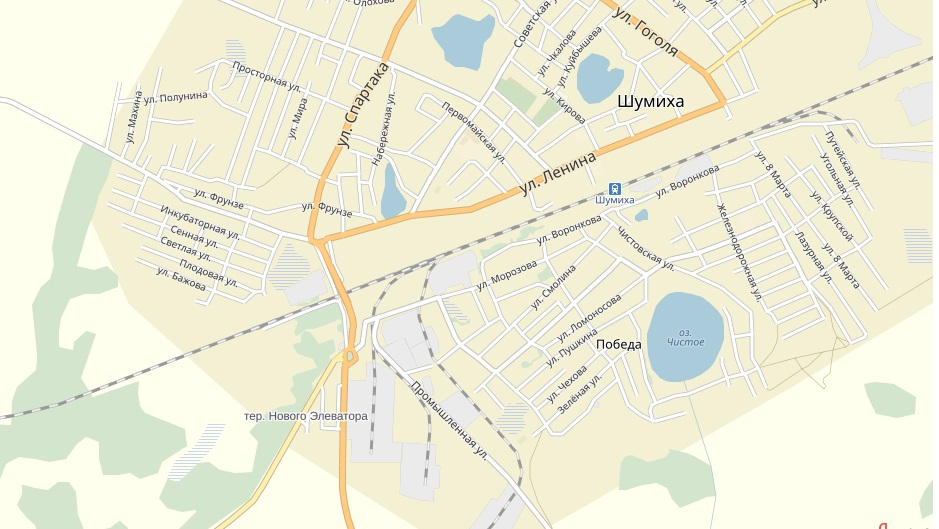 Олохова
ул. Гоголя
Советская ул.
ул. Чкалова
ул. Куйбышева
ул. Кирова
Шумиха
Просторная ул.
ул. Полунина
ул. Махина
ул. Мира
ул. Спартака
Набережная ул.
Первомайская ул.
ул. Ленина
Шумиха
ул. Воронкова
ул. 8 Марта
Путейская ул.
Угольная ул.
ул. Крупской
ул. 8 Марта
Лазурная ул.
Железнодорожная ул.
ул. Фрунзе
ул. Фрунзе
Инкубаторная ул.
Сенная ул.
Светлая ул.
Плодовая ул.
ул. Бажова
ул. Воронкова
Чистовская ул.
ул. Морозова
ул. Смолина
ул. Ломоносова
ул. Пушкина
Победа
оз.
Чистое
ул. Чехова
Зелёная ул.
тер. Нового Элеватора
Промышленная ул.